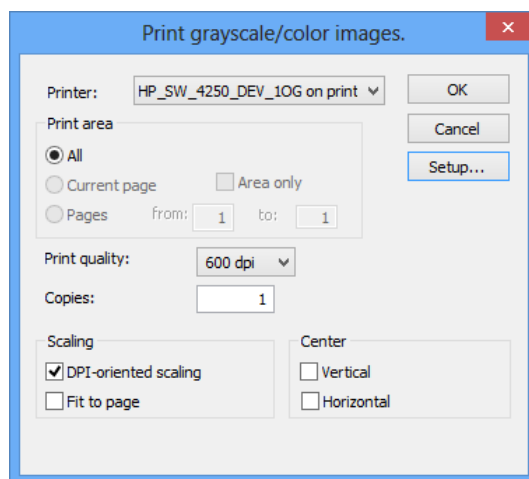 Print grayscale/color images.
Printer: HP_SW_4250_DEV_1OG on print
OK
Print area
Cancel
All
Setup...
Current page Area only
Pages from: 1 to: 1
Print quality: 600 dpi
Copies: 1
Scaling
Center
DPI-oriented scaling
Vertical
Fit to page
Horizontal